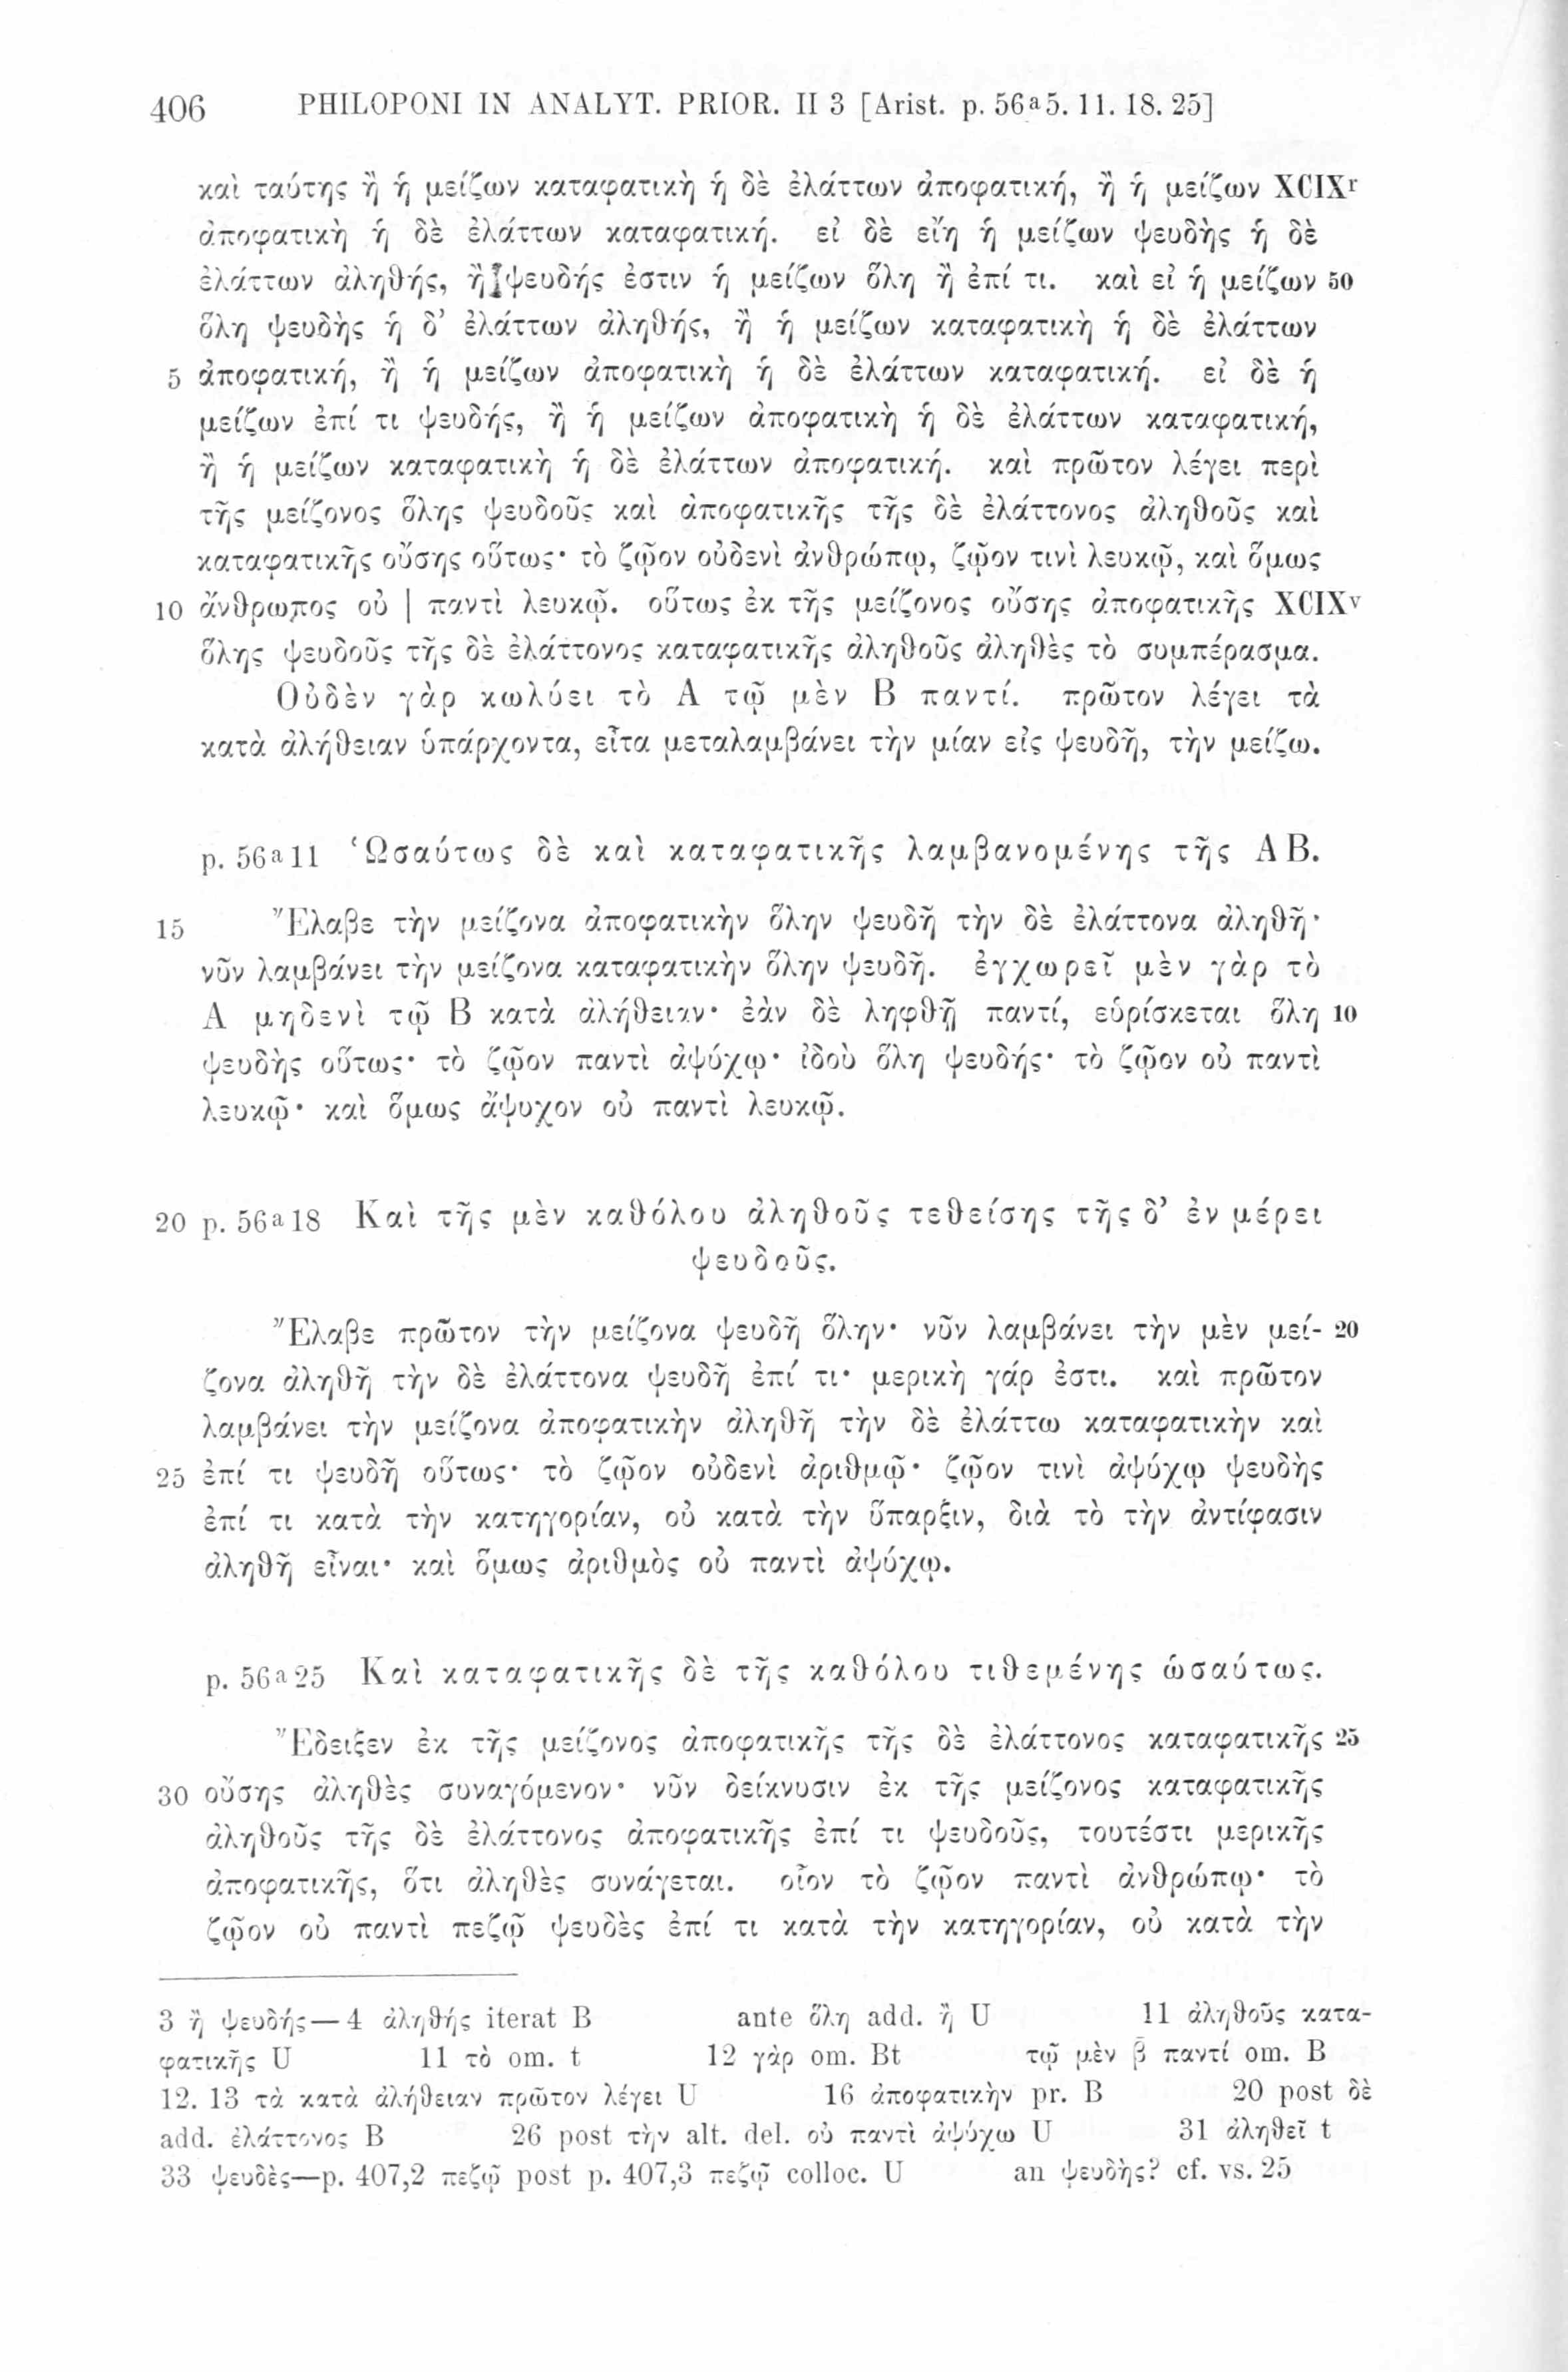 406 PHILOPONI IN ANALYT. PRIOR. II 3 [Arist. p. 56a5. 11. 18. 25]
καὶ ταύτης ἢ ἡ μείζων καταφατικὴ ἡ δὲ ἐλάττων ἀποφατική, ἢ ἡ μείζων XCIXr
ἀποφατικὴ ἡ δὲ ἐλάττων καταφατική. εἰ δὲ εἴη ἡ μείζων ψευδὴς ἡ δὲ
ἐλάττων ἀληθής, ἢ ψευδής ἐστιν ἡ μείζων ὅλη ἢ ἐπί τι. καὶ εἰ ἡ μείζων 50
ὅλη ψευδὴς ἡ δ’ ἐλάττων ἀληθής, ἢ ἡ μείζων καταφατικὴ ἡ δὲ ἐλάττων
5 ἀποφατική, ἢ ἡ μείζων ἀποφατικὴ ἡ δὲ ἐλάττων καταφατική. εἰ δὲ ἡ
μείζων ἐπί τι ψευδής, ἢ ἡ μείζων ἀποφατικὴ ἡ δὲ ἐλάττων καταφατική,
ἢ ἡ μείζων καταφατικὴ ἡ δὲ ἐλάττων ἀποφατική. καὶ πρῶτον λέγει περὶ
τῆς μείζονος ὅλης ψευδοῦς καὶ ἀποφατικῆς τῆς δὲ ἐλάττονος ἀληθοῦς καὶ
καταφατικῆς οὔσης οὕτως· τὸ ζῷον οὐδενὶ ἀνθρώπῳ, ζῷον τινὶ λευκῷ, καὶ ὅμως
10 ἄνθρωπος οὐ | παντὶ λευκῷ. οὕτως ἐκ τῆς μείζονος οὔσης ἀποφατικῆς XCIXv
ὅλης ψευδοῦς τῆς δὲ ἐλάττονος καταφατικῆς ἀληθοῦς ἀληθὲς τὸ συμπέρασμα.
Οὐδὲν γὰρ κωλύει τὸ Α τῷ μὲν Β παντί. πρῶτον λέγει τὰ
κατὰ ἀλήθειαν ὑπάρχοντα, εἶτα μεταλαμβάνει τὴν μίαν εἰς ψευδῆ, τὴν μείζω.
p. 56a11 Ὡσαύτως δὲ καὶ καταφατικῆς λαμβανομένης τῆς ΑΒ.
15 Ἔλαβε τὴν μείζονα ἀποφατικὴν ὅλην ψευδῆ τὴν δὲ ἐλάττονα ἀληθῆ·
νῦν λαμβάνει τὴν μείζονα καταφατικὴν ὅλην ψευδῆ. ἐγχωρεῖ μὲν γὰρ τὸ
Α μηδενὶ τῷ Β κατὰ ἀλήθειαν· ἐὰν δὲ ληφθῇ παντί, εὑρίσκεται ὅλη 10
ψευδὴς οὕτως· τὸ ζῷον παντὶ ἀψύχῳ· ἰδοὺ ὅλη ψευδής· τὸ ζῷον οὐ παντὶ
λευκῷ· καὶ ὅμως ἄψυχον οὐ παντὶ λευκῷ.
20 p. 56a18 Καὶ τῆς μὲν καθόλου ἀληθοῦς τεθείσης τῆς δ’ ἐν μέρει
ψευδοῦς.
Ἔλαβε πρῶτον τὴν μείζονα ψευδῆ ὅλην· νῦν λαμβάνει τὴν μὲν μεί- 20
ζονα ἀληθῆ τὴν δὲ ἐλάττονα ψευδῆ ἐπί τι· μερικὴ γάρ ἐστι. καὶ πρῶτον
λαμβάνει τὴν μείζονα ἀποφατικὴν ἀληθῆ τὴν δὲ ἐλάττω καταφατικὴν καὶ
25 ἐπί τι ψευδῆ οὕτως· τὸ ζῷον οὐδενὶ ἀριθμῷ· ζῷον τινὶ ἀψύχῳ ψευδὴς
ἐπί τι κατὰ τὴν κατηγορίαν, οὐ κατὰ τὴν ὕπαρξιν, διὰ τὸ τὴν ἀντίφασιν
ἀληθῆ εἶναι· καὶ ὅμως ἀριθμὸς οὐ παντὶ ἀψύχῳ.
p. 56a25 Καὶ καταφατικῆς δὲ τῆς καθόλου τιθεμένης ὡσαύτως.
Ἔδειξεν ἐκ τῆς μείζονος ἀποφατικῆς τῆς δὲ ἐλάττονος καταφατικῆς 25
30 οὔσης ἀληθὲς συναγόμενον· νῦν δείκνυσιν ἐκ τῆς μείζονος καταφατικῆς
ἀληθοῦς τῆς δὲ ἐλάττονος ἀποφατικῆς ἐπί τι ψευδοῦς, τουτέστι μερικῆς
ἀποφατικῆς, ὅτι ἀληθὲς συνάγεται. οἷον τὸ ζῷον παντὶ ἀνθρώπῳ· τὸ
ζῷον οὐ παντὶ πεζῷ ψευδὲς ἐπί τι κατὰ τὴν κατηγορίαν, οὐ κατὰ τὴν
3 ἢ ψευδής—4 ἀληθής iterat B ante ὅλη add. ἢ U 11 ἀληθοῦς κατα-
φατικῆς U 11 τὸ om. t 12 γὰρ om. Bt τῷ μὲν β̄ παντί om. B
12. 13 τὰ κατὰ ἀλήθειαν πρῶτον λέγει U 16 ἀποφατικὴν pr. B 20 post δὲ
add. ἐλάττονος B 26 post τὴν alt. del. οὐ παντὶ ἀψύχω U 31 ἀληθεῖ t
33 ψευδὲς—p. 407,2 πεζῷ post p. 407,3 πεζῷ colloc. U an ψευδὴς? cf. vs. 25